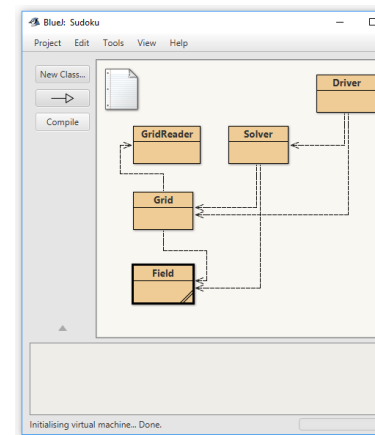 BlueJ: Sudoku
Project Edit Tools View Help
New Class...
Compile
Driver
GridReader
Solver
Grid
Field
Initialising virtual machine... Done.